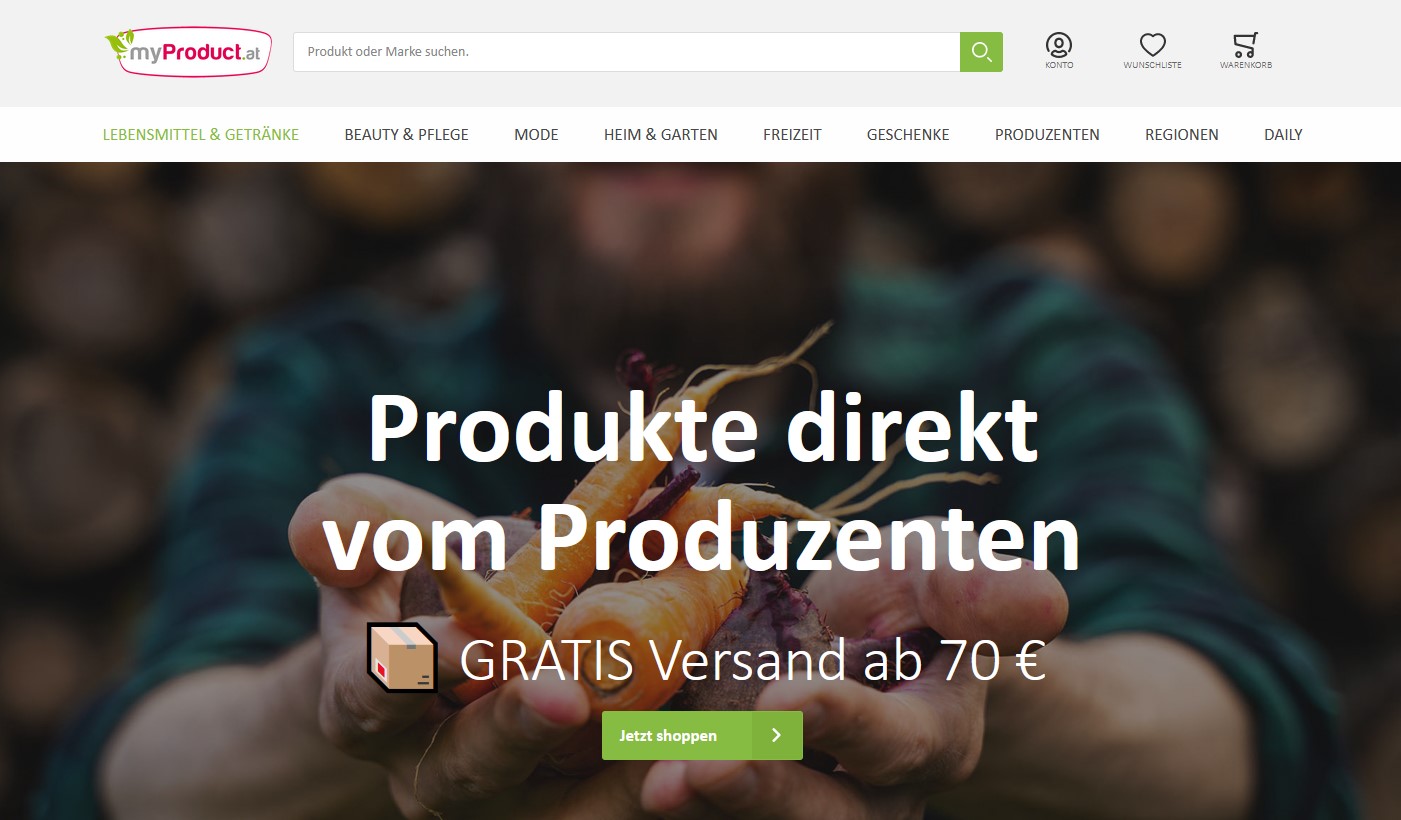 myProduct.at
Produkt oder Marke suchen.
KONTO
WUNSCHLISTE
WARENKORB
LEBENSMITTEL & GETRÄNKE
BEAUTY & PFLEGE
MODE
HEIM & GARTEN
FREIZEIT
GESCHENKE
PRODUZENTEN
REGIONEN
DAILY
Produkte direkt
vom Produzenten
GRATIS Versand ab 70 €
Jetzt shoppen